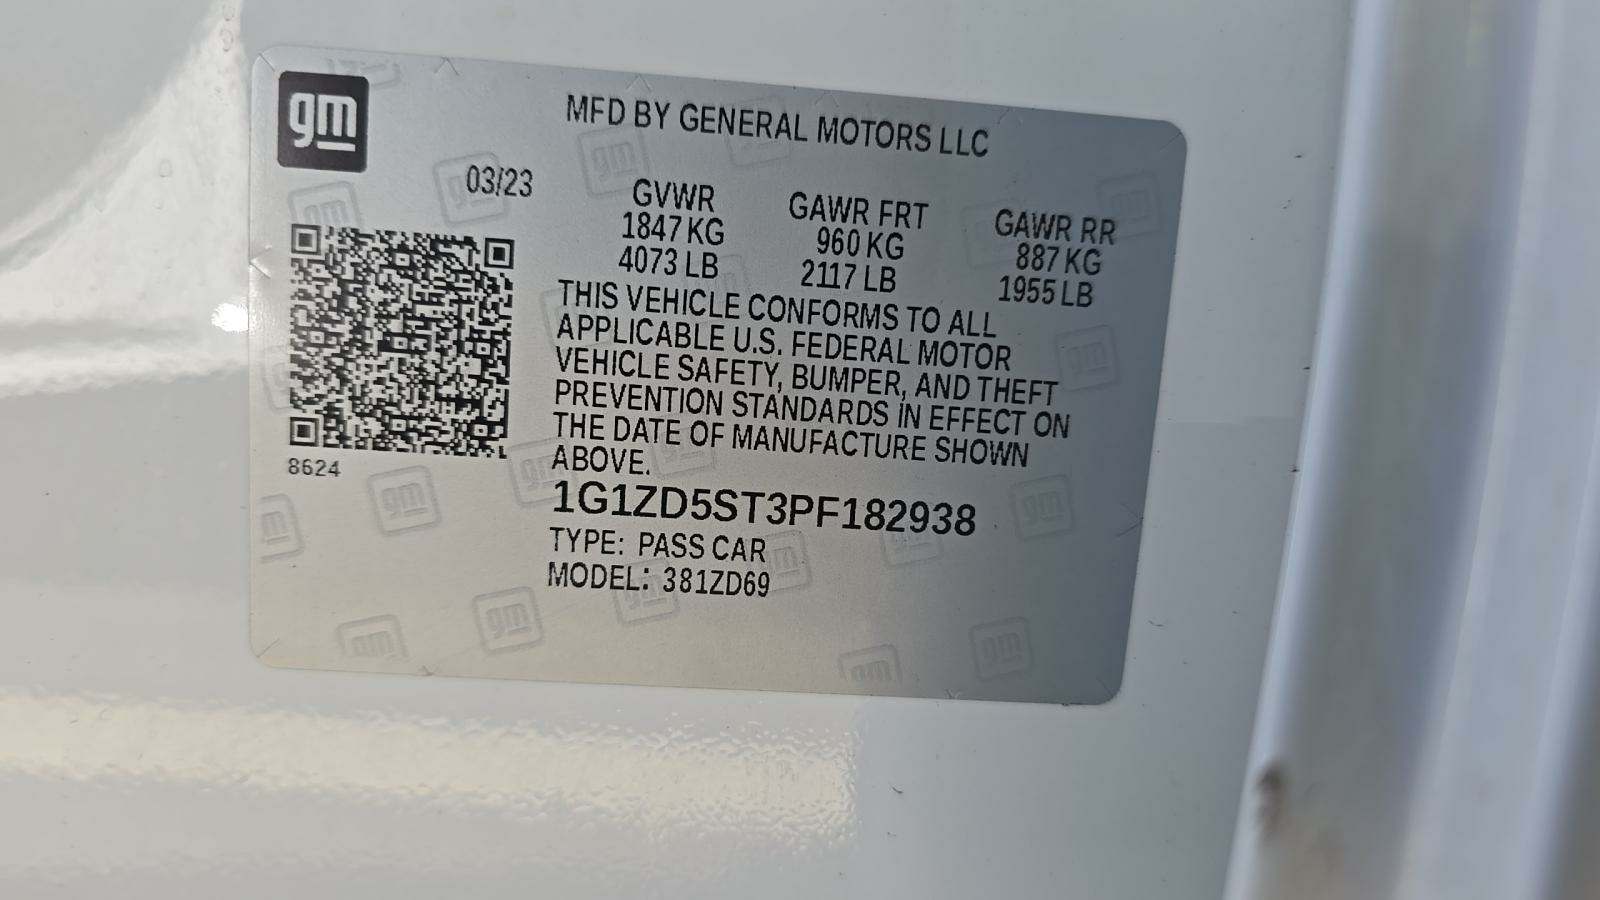 gm
MFD BY GENERAL MOTORS LLC
03/23
GVWR GAWR FRT GAWR RR
1847 KG 960 KG 887 KG
4073 LB 2117 LB 1955 LB
THIS VEHICLE CONFORMS TO ALL
APPLICABLE U.S. FEDERAL MOTOR
VEHICLE SAFETY, BUMPER, AND THEFT
PREVENTION STANDARDS IN EFFECT ON
THE DATE OF MANUFACTURE SHOWN
ABOVE.
8624
1G1ZD5ST3PF182938
TYPE: PASS CAR
MODEL: 381ZD69